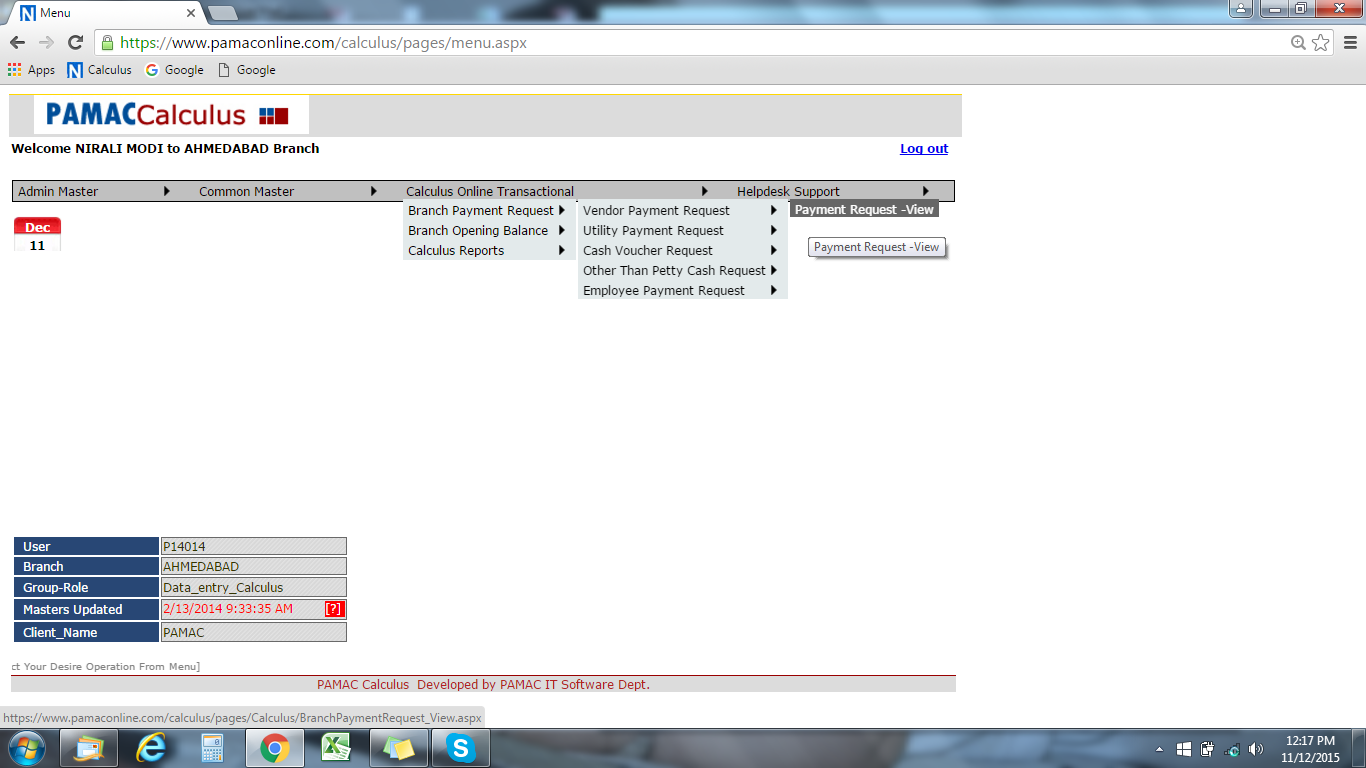 Menu
https://www.pamaconline.com/calculus/pages/menu.aspx
Apps Calculus Google Google
PAMACCalculus
Welcome NIRALI MODI to AHMEDABAD Branch Log out
Admin Master Common Master Calculus Online Transactional Helpdesk Support
Branch Payment Request Vendor Payment Request Payment Request -View
Dec
Branch Opening Balance Utility Payment Request
11
Calculus Reports Cash Voucher Request Payment Request -View
Other Than Petty Cash Request
Employee Payment Request
User P14014
Branch AHMEDABAD
Group-Role Data_entry_Calculus
Masters Updated 2/13/2014 9:33:35 AM [?]
Client_Name PAMAC
ct Your Desire Operation From Menu]
PAMAC Calculus Developed by PAMAC IT Software Dept.
https://www.pamaconline.com/calculus/pages/Calculus/BranchPaymentRequest_View.aspx
12:17 PM
11/12/2015